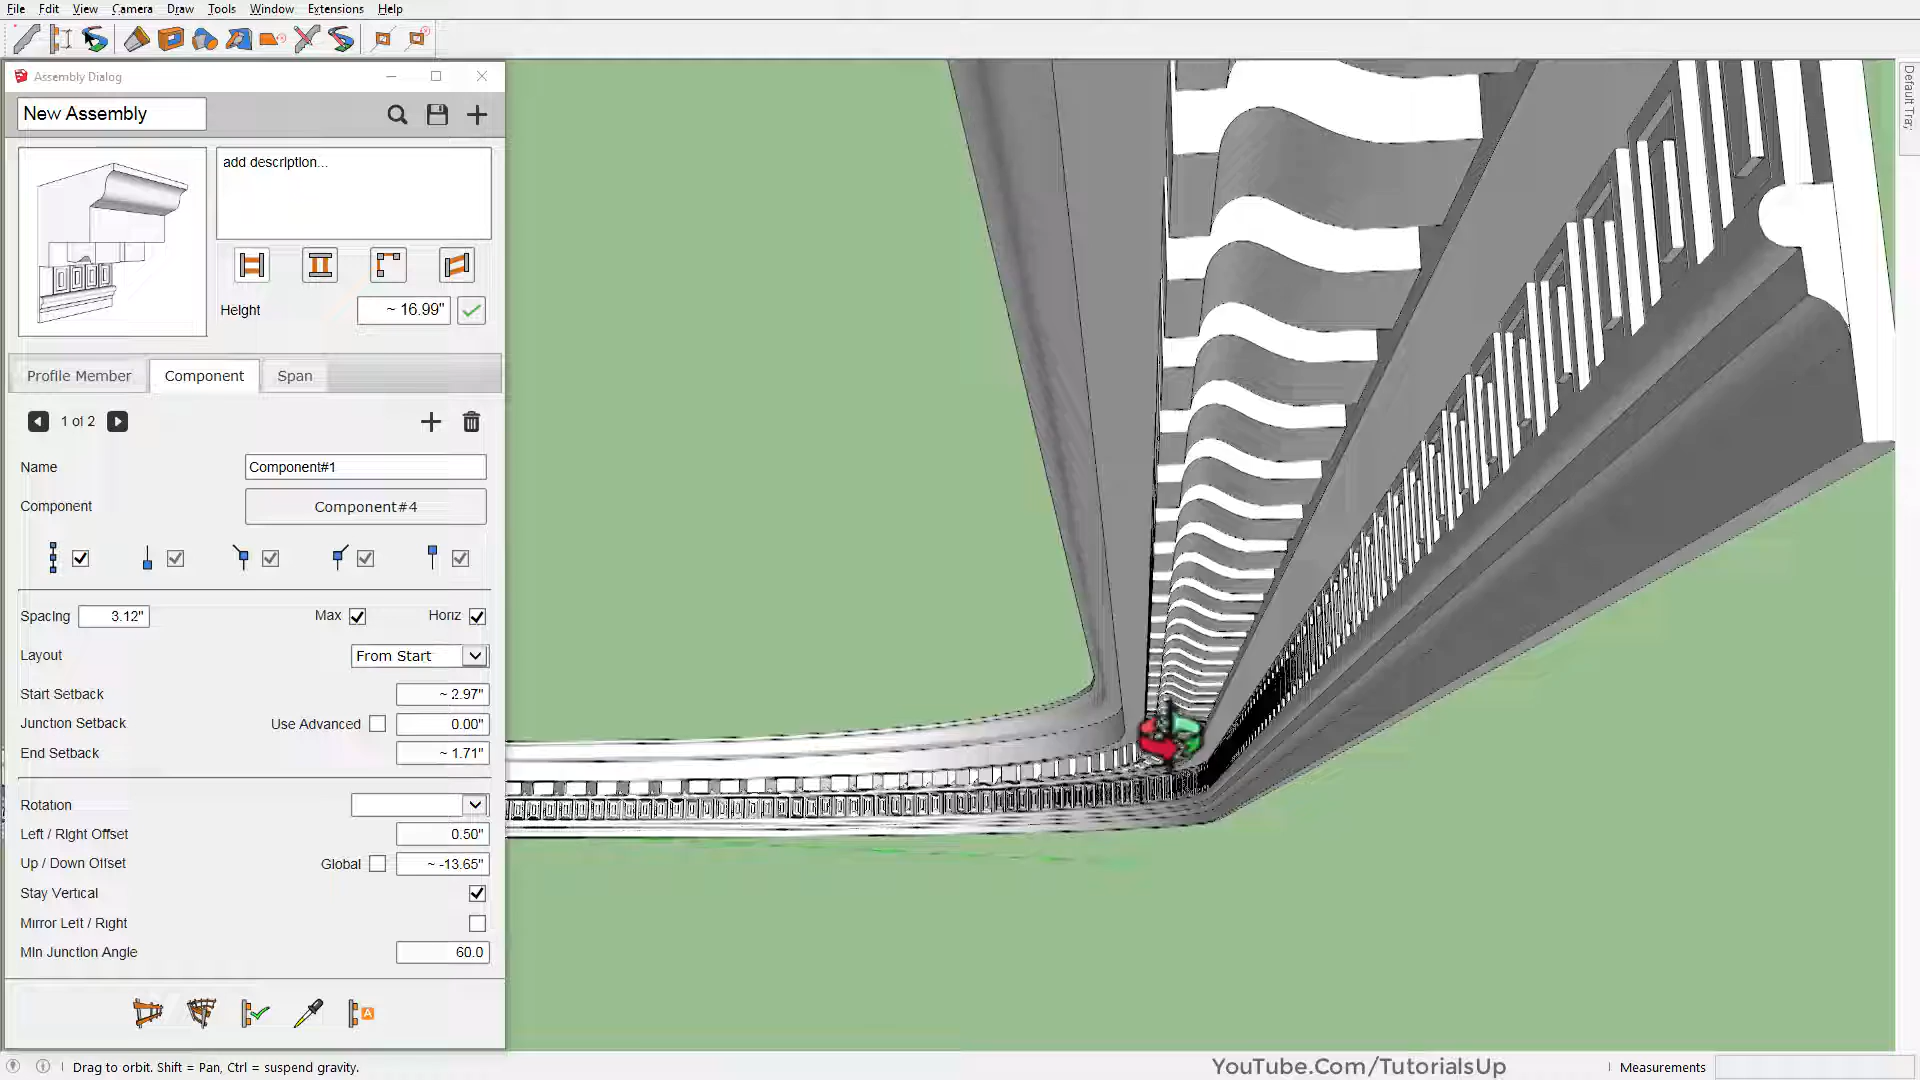 File Edit View Camera Draw Tools Window Extensions Help
Assembly Dialog
New Assembly
add description...
Height ~ 16.99"
Profile Member Component Span
1 of 2
Name Component#1
Component Component#4
Spacing 3.12" Max Horiz
Layout From Start
Start Setback ~ 2.97"
Junction Setback Use Advanced 0.00"
End Setback ~ 1.71"
Rotation
Left / Right Offset 0.50"
Up / Down Offset Global ~ -13.65"
Stay Vertical
Mirror Left / Right
Min Junction Angle 60.0
A
Default Tray
Drag to orbit. Shift = Pan, Ctrl = suspend gravity.
YouTube.Com/TutorialsUp
Measurements